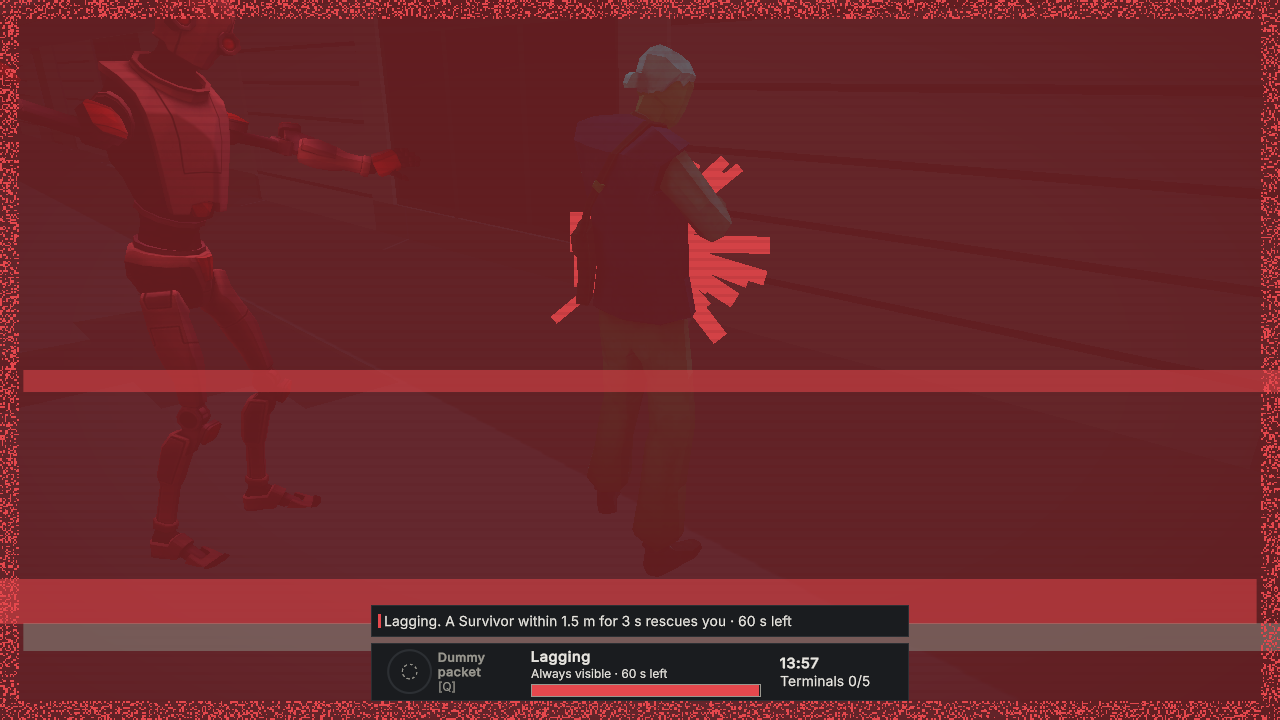 Lagging. A Survivor within 1.5 m for 3 s rescues you · 60 s left
Dummy
packet
[Q]
Lagging
Always visible · 60 s left
13:57
Terminals 0/5